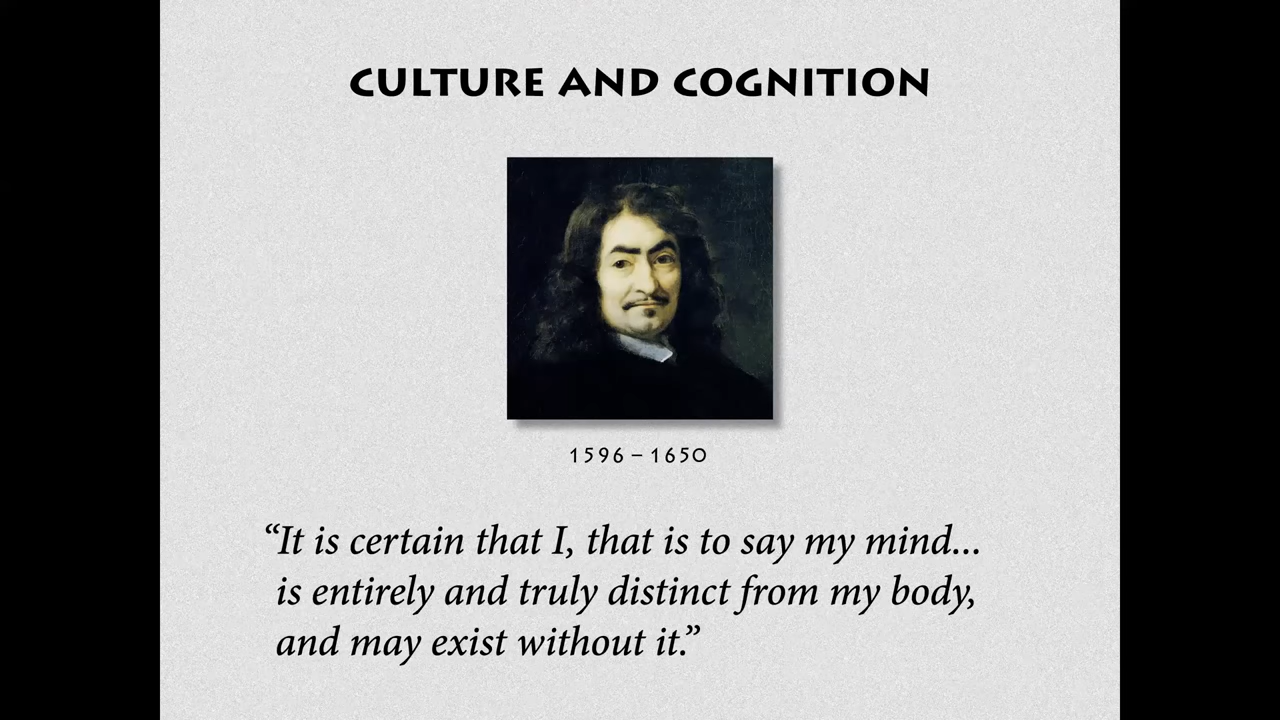 CULTURE AND COGNITION
1596 – 1650
“It is certain that I, that is to say my mind...
is entirely and truly distinct from my body,
and may exist without it.”